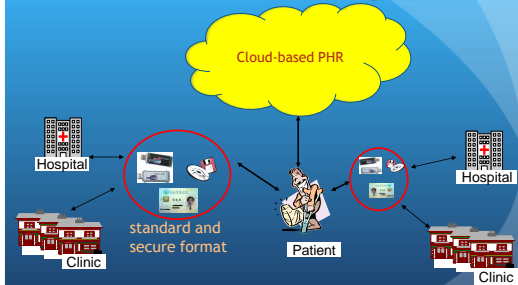 Cloud-based PHR
Hospital
Hospital
standard and
secure format
Patient
Clinic
Clinic